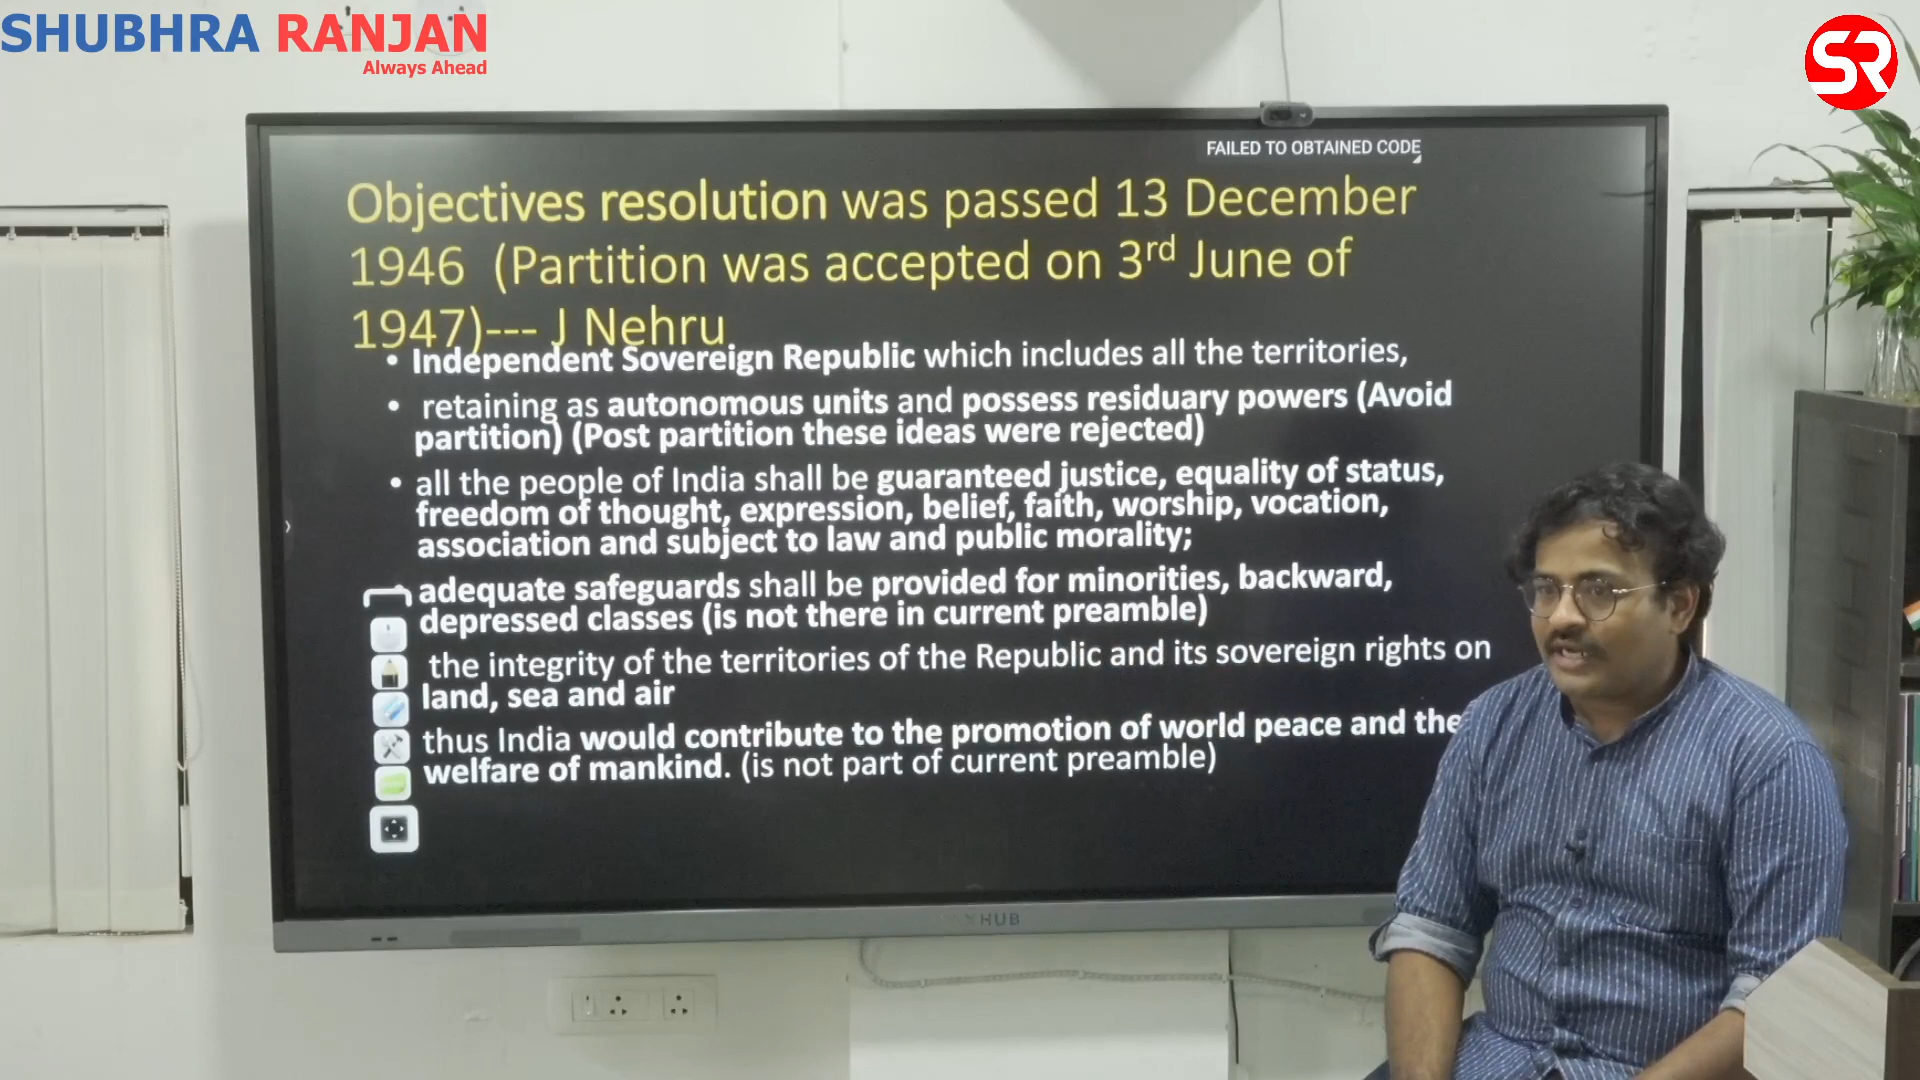 SHUBHRA RANJAN
Always Ahead
SR
FAILED TO OBTAINED CODE
Objectives resolution was passed 13 December
1946 (Partition was accepted on 3rd June of
1947)--- J Nehru
• Independent Sovereign Republic which includes all the territories,
• retaining as autonomous units and possess residuary powers (Avoid
partition) (Post partition these ideas were rejected)
• all the people of India shall be guaranteed justice, equality of status,
freedom of thought, expression, belief, faith, worship, vocation,
association and subject to law and public morality;
adequate safeguards shall be provided for minorities, backward,
depressed classes (is not there in current preamble)
the integrity of the territories of the Republic and its sovereign rights on
land, sea and air
thus India would contribute to the promotion of world peace and the
welfare of mankind. (is not part of current preamble)
HUB